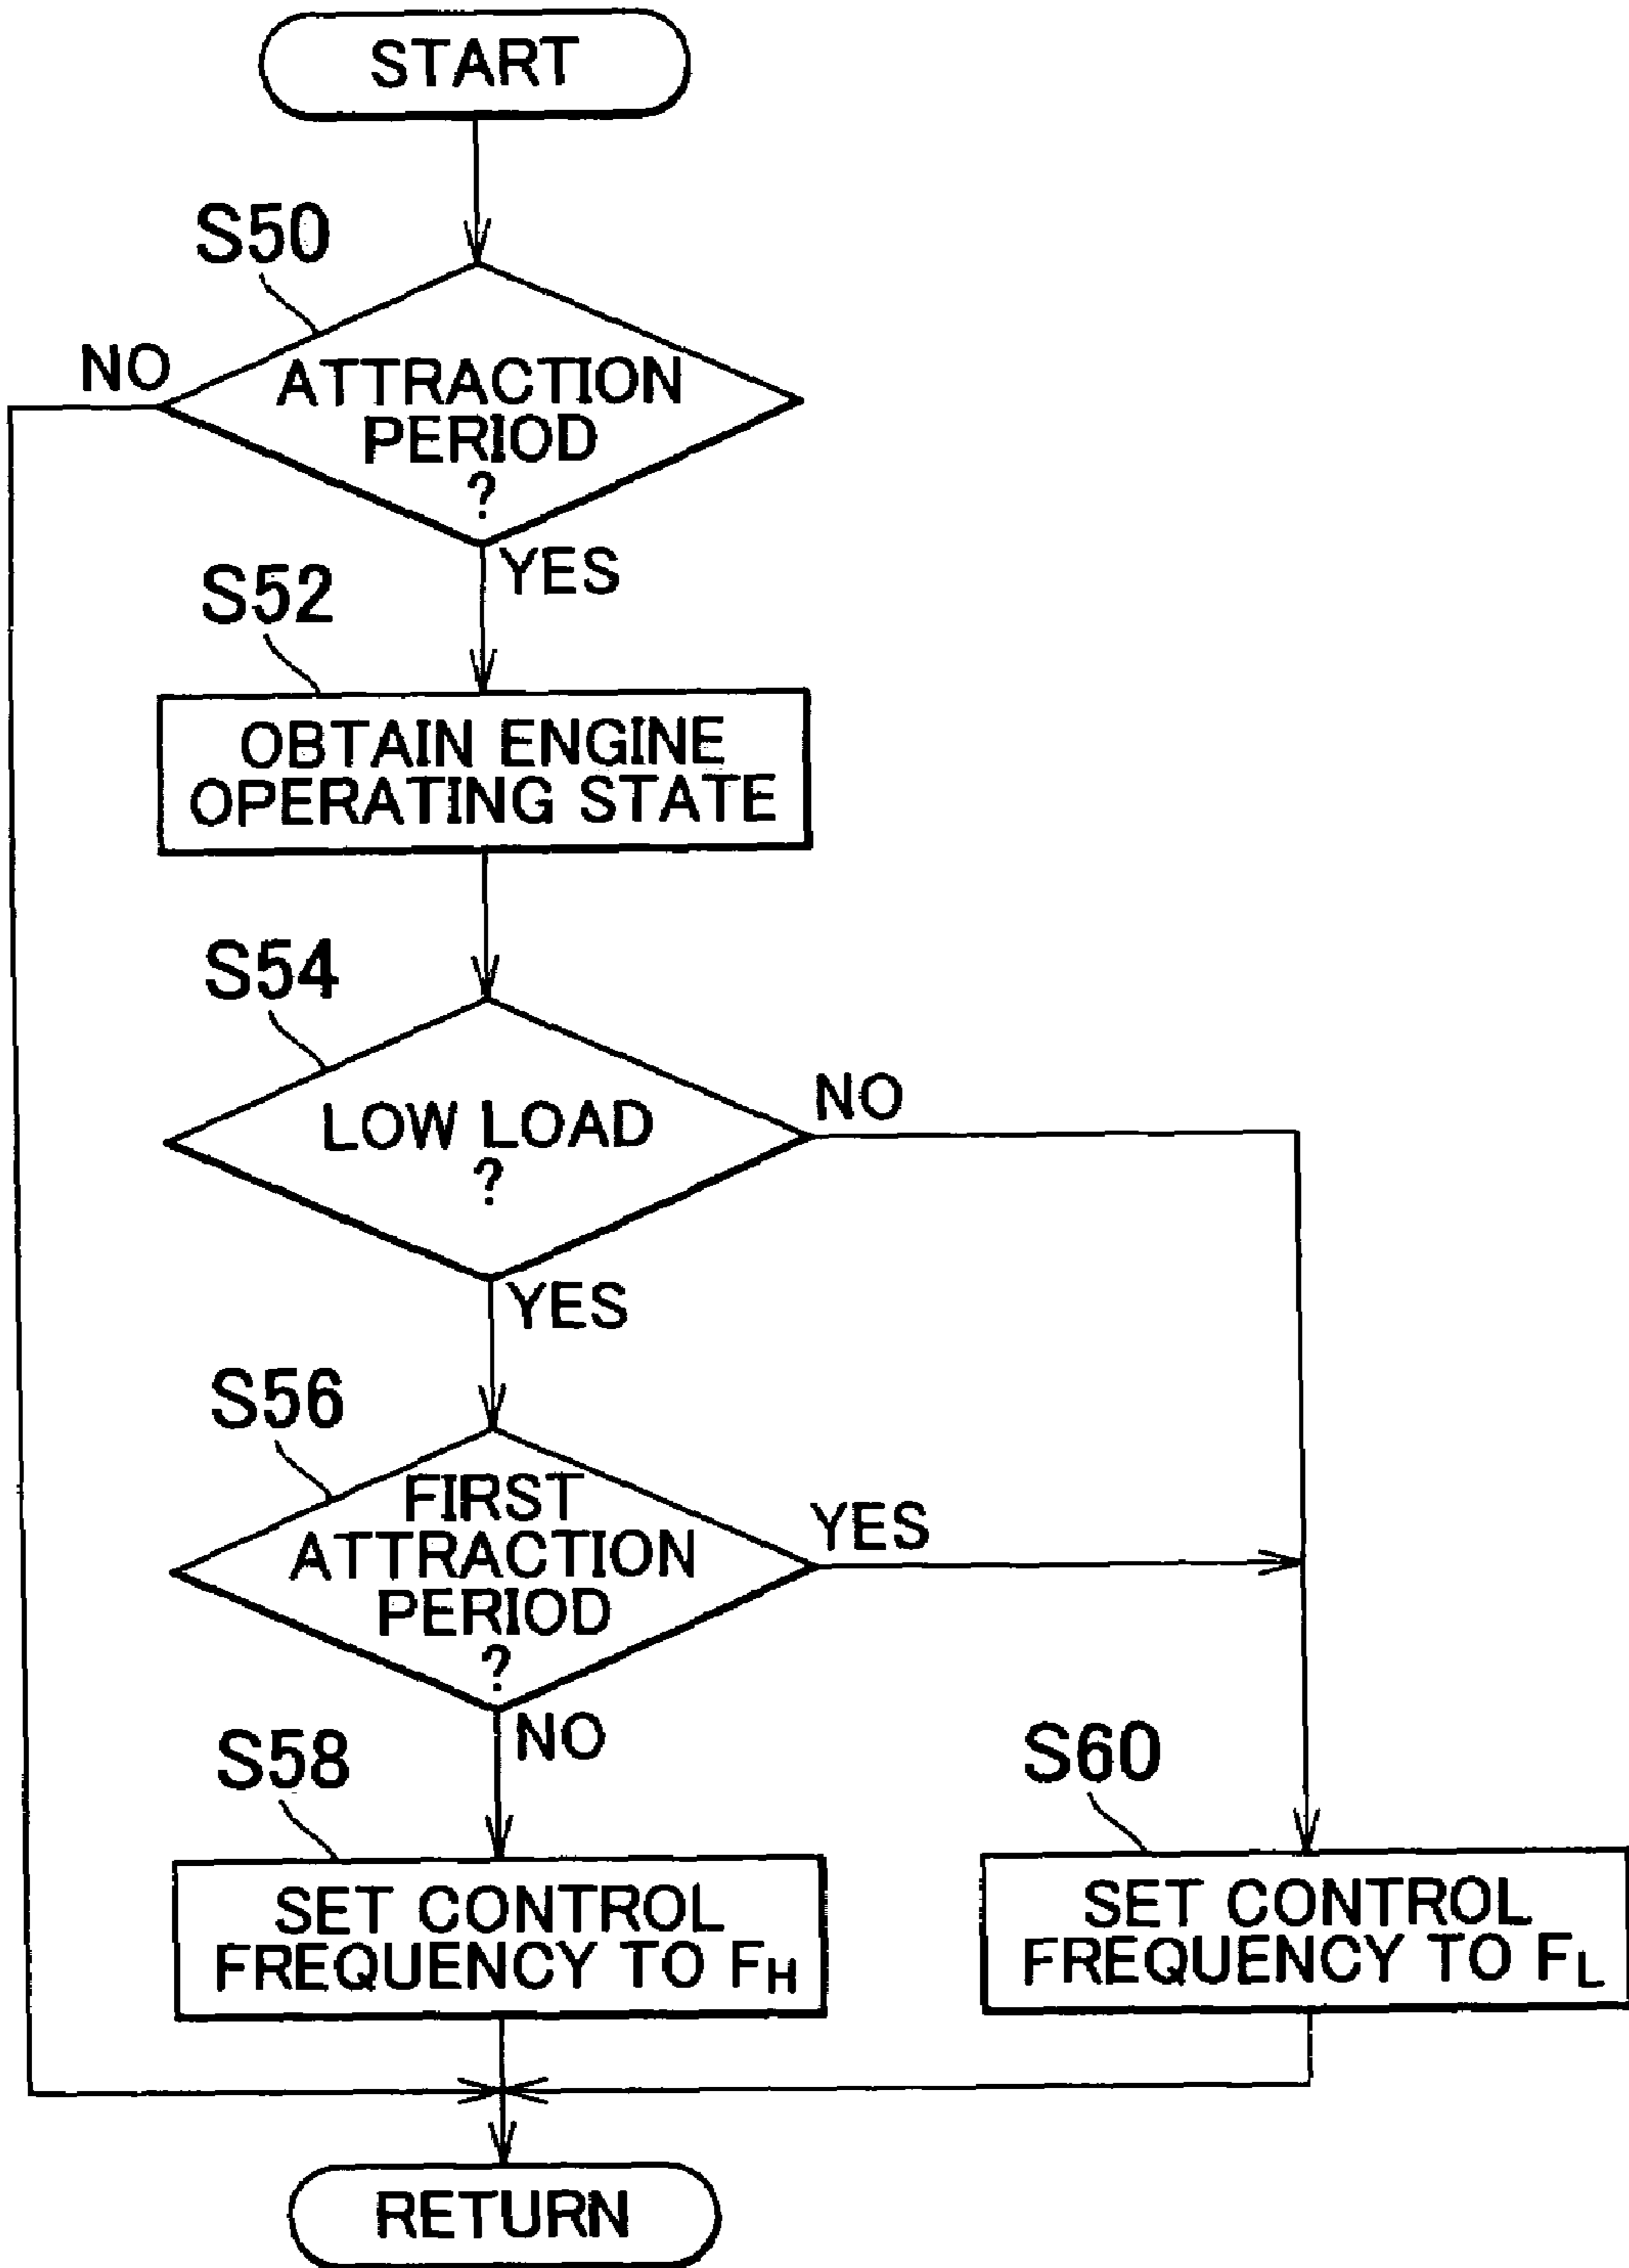 START
S50
NO
ATTRACTION
PERIOD
?
YES
S52
OBTAIN ENGINE
OPERATING STATE
S54
LOW LOAD
?
NO
YES
S56
FIRST
ATTRACTION
PERIOD
?
YES
NO
S58
SET CONTROL
FREQUENCY TO FH
S60
SET CONTROL
FREQUENCY TO FL
RETURN